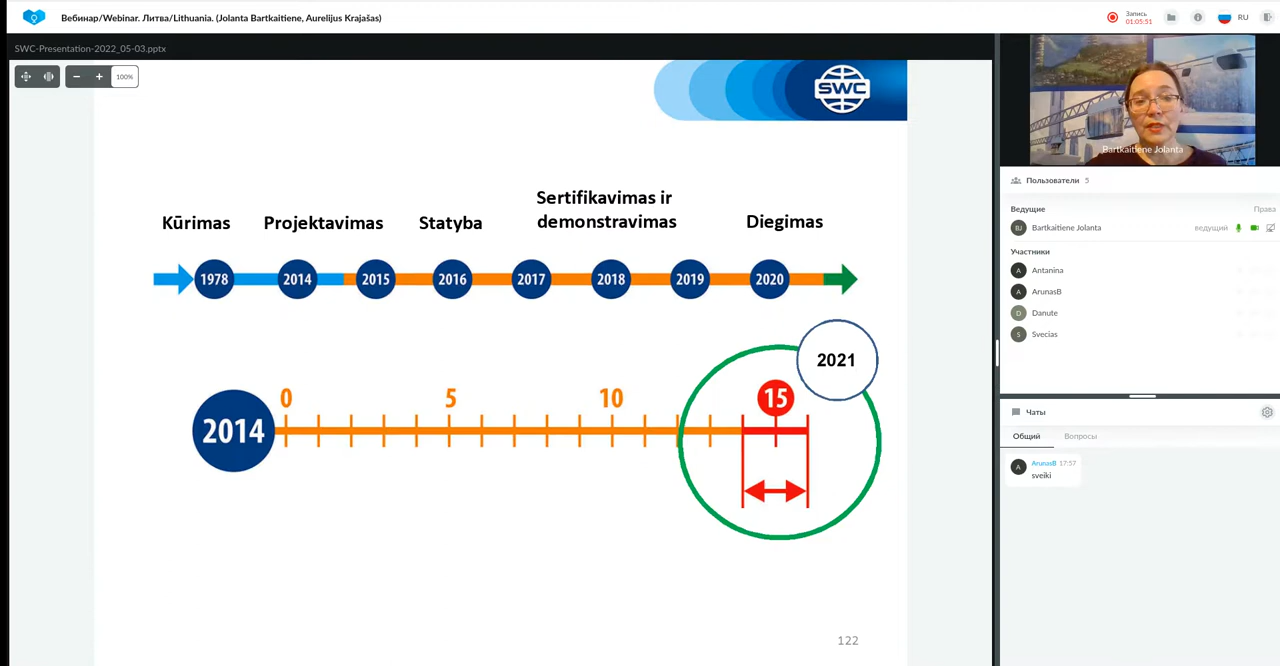 Вебинар/Webinar. Литва/Lithuania. (Jolanta Bartkaitiene, Aurelijus Krajašas)
Запись
01:05:51
RU
SWC-Presentation-2022_05-03.pptx
100%
SWC
Kūrimas
Projektavimas
Statyba
Sertifikavimas ir
demonstravimas
Diegimas
1978
2014
2015
2016
2017
2018
2019
2020
2021
2014
0
5
10
15
122
Bartkaitiene Jolanta
Пользователи 5
Ведущие
Права
BJ
Bartkaitiene Jolanta
ведущий
Участники
A
Antanina
A
ArunasB
D
Danute
S
Svecias
Чаты
Общий
Вопросы
A
ArunasB 17:57
sveiki